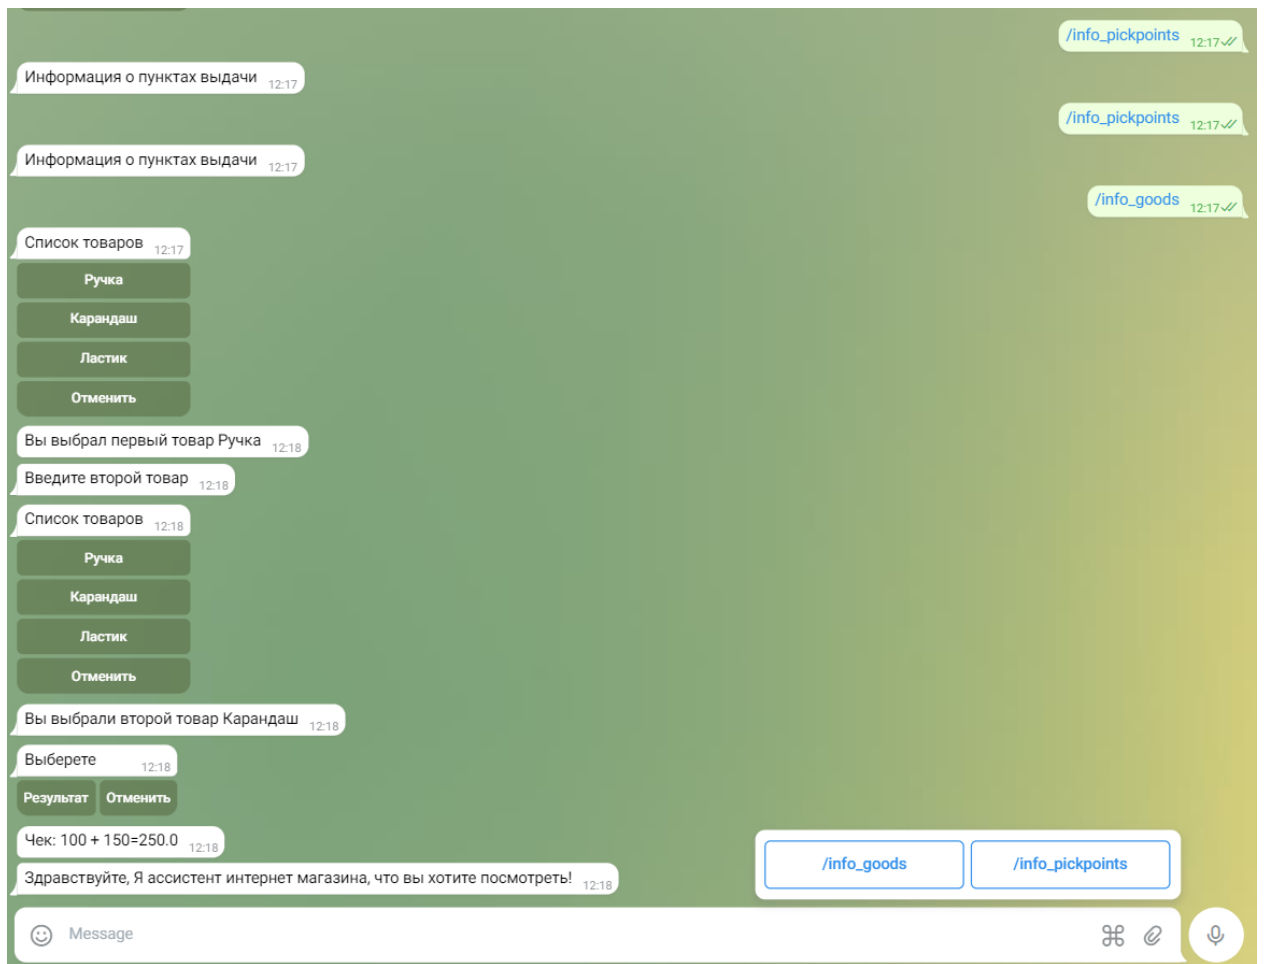 /info_pickpoints 12:17
Информация о пунктах выдачи 12:17
/info_pickpoints 12:17
Информация о пунктах выдачи 12:17
/info_goods 12:17
Список товаров 12:17
Ручка
Карандаш
Ластик
Отменить
Вы выбрал первый товар Ручка 12:18
Введите второй товар 12:18
Список товаров 12:18
Ручка
Карандаш
Ластик
Отменить
Вы выбрали второй товар Карандаш 12:18
Выберете 12:18
Результат Отменить
Чек: 100 + 150=250.0 12:18
Здравствуйте, Я ассистент интернет магазина, что вы хотите посмотреть! 12:18
/info_goods /info_pickpoints
Message